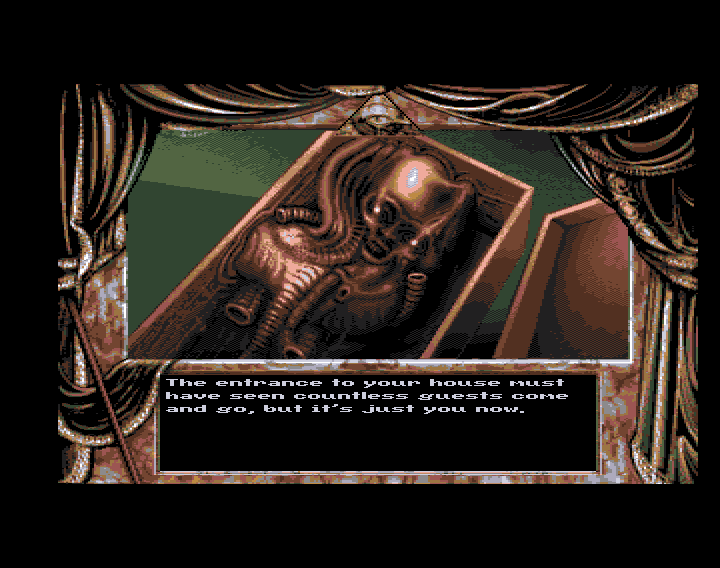 The entrance to your house must
have seen countless guests come
and go, but it's just you now.